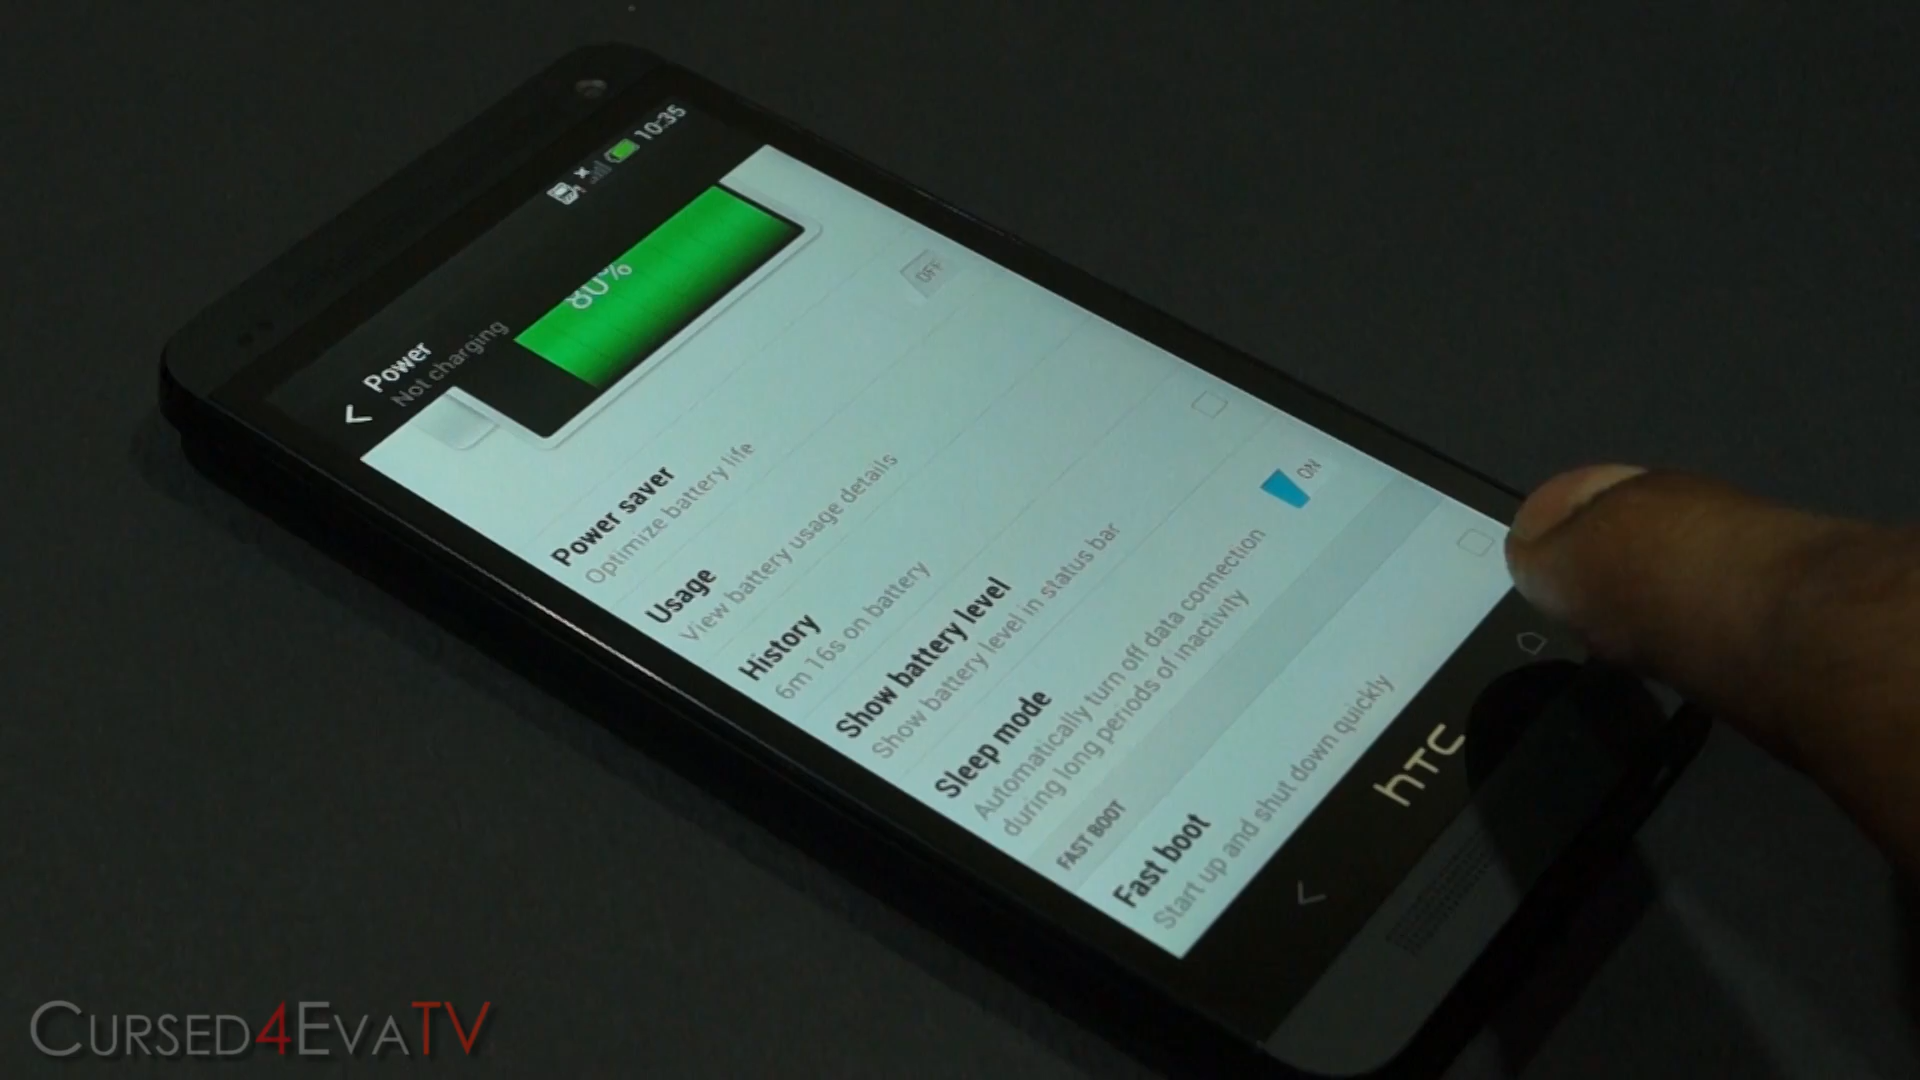 10:35
Power
Not charging
80%
Power saver
Optimize battery life
OFF
Usage
View battery usage details
History
6m 16s on battery
Show battery level
Show battery level in status bar
Sleep mode
Automatically turn off data connection
during long periods of inactivity
ON
FAST BOOT
Fast boot
Start up and shut down quickly
hTC
CURSED4EVATV